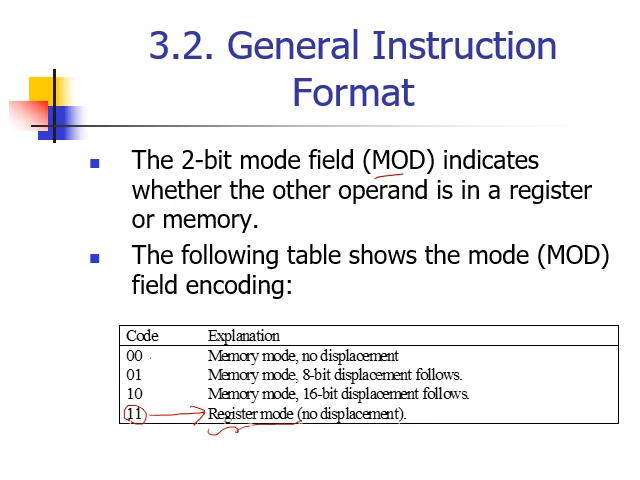 3.2. General Instruction
Format
The 2-bit mode field (MOD) indicates
whether the other operand is in a register
or memory.
The following table shows the mode (MOD)
field encoding:
Code Explanation
00 Memory mode, no displacement
01 Memory mode, 8-bit displacement follows.
10 Memory mode, 16-bit displacement follows.
11 Register mode (no displacement).